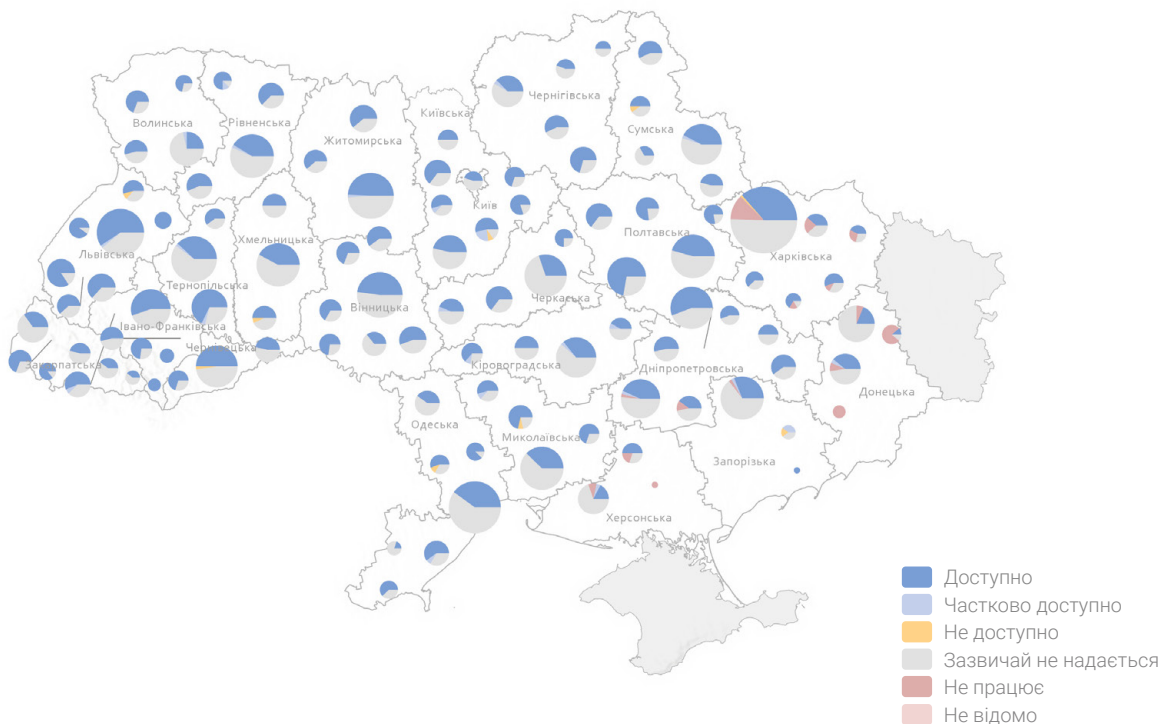 Чернігівська
Київська
Волинська
Рівненська
Сумська
Житомирська
Київ
Полтавська
Хмельницька
Львівська
Харківська
Тернопільська
Черкаська
Вінницька
Івано-Франківська
Чернівецька
Закарпатська
Кіровоградська
Дніпропетровська
Донецька
Одеська
Миколаївська
Запорізька
Херсонська
Доступно
Частково доступно
Не доступно
Зазвичай не надається
Не працює
Не відомо